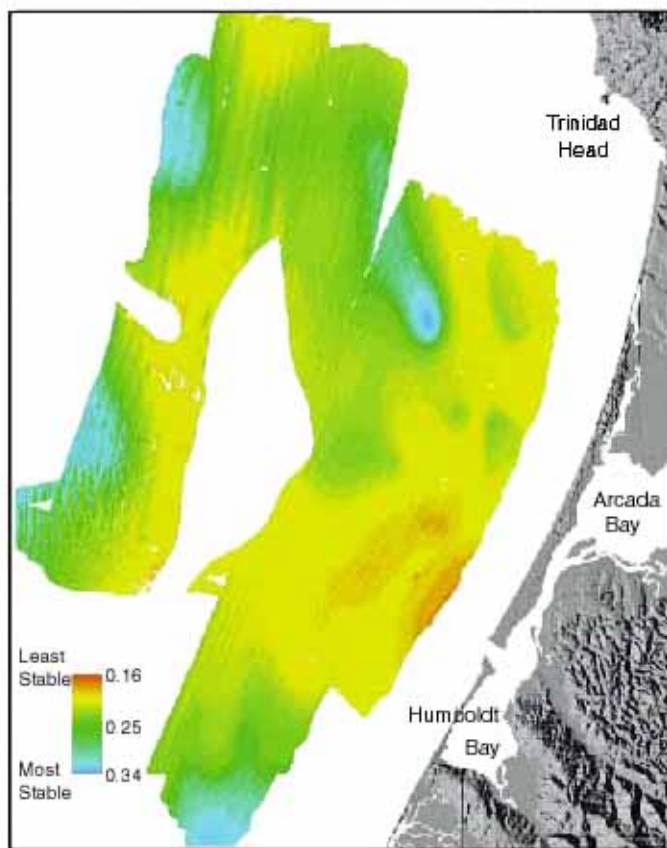 Trinidad
Head
Arcada
Bay
Least
Stable
0.16
0.25
Most
Stable
0.34
Humboldt
Bay